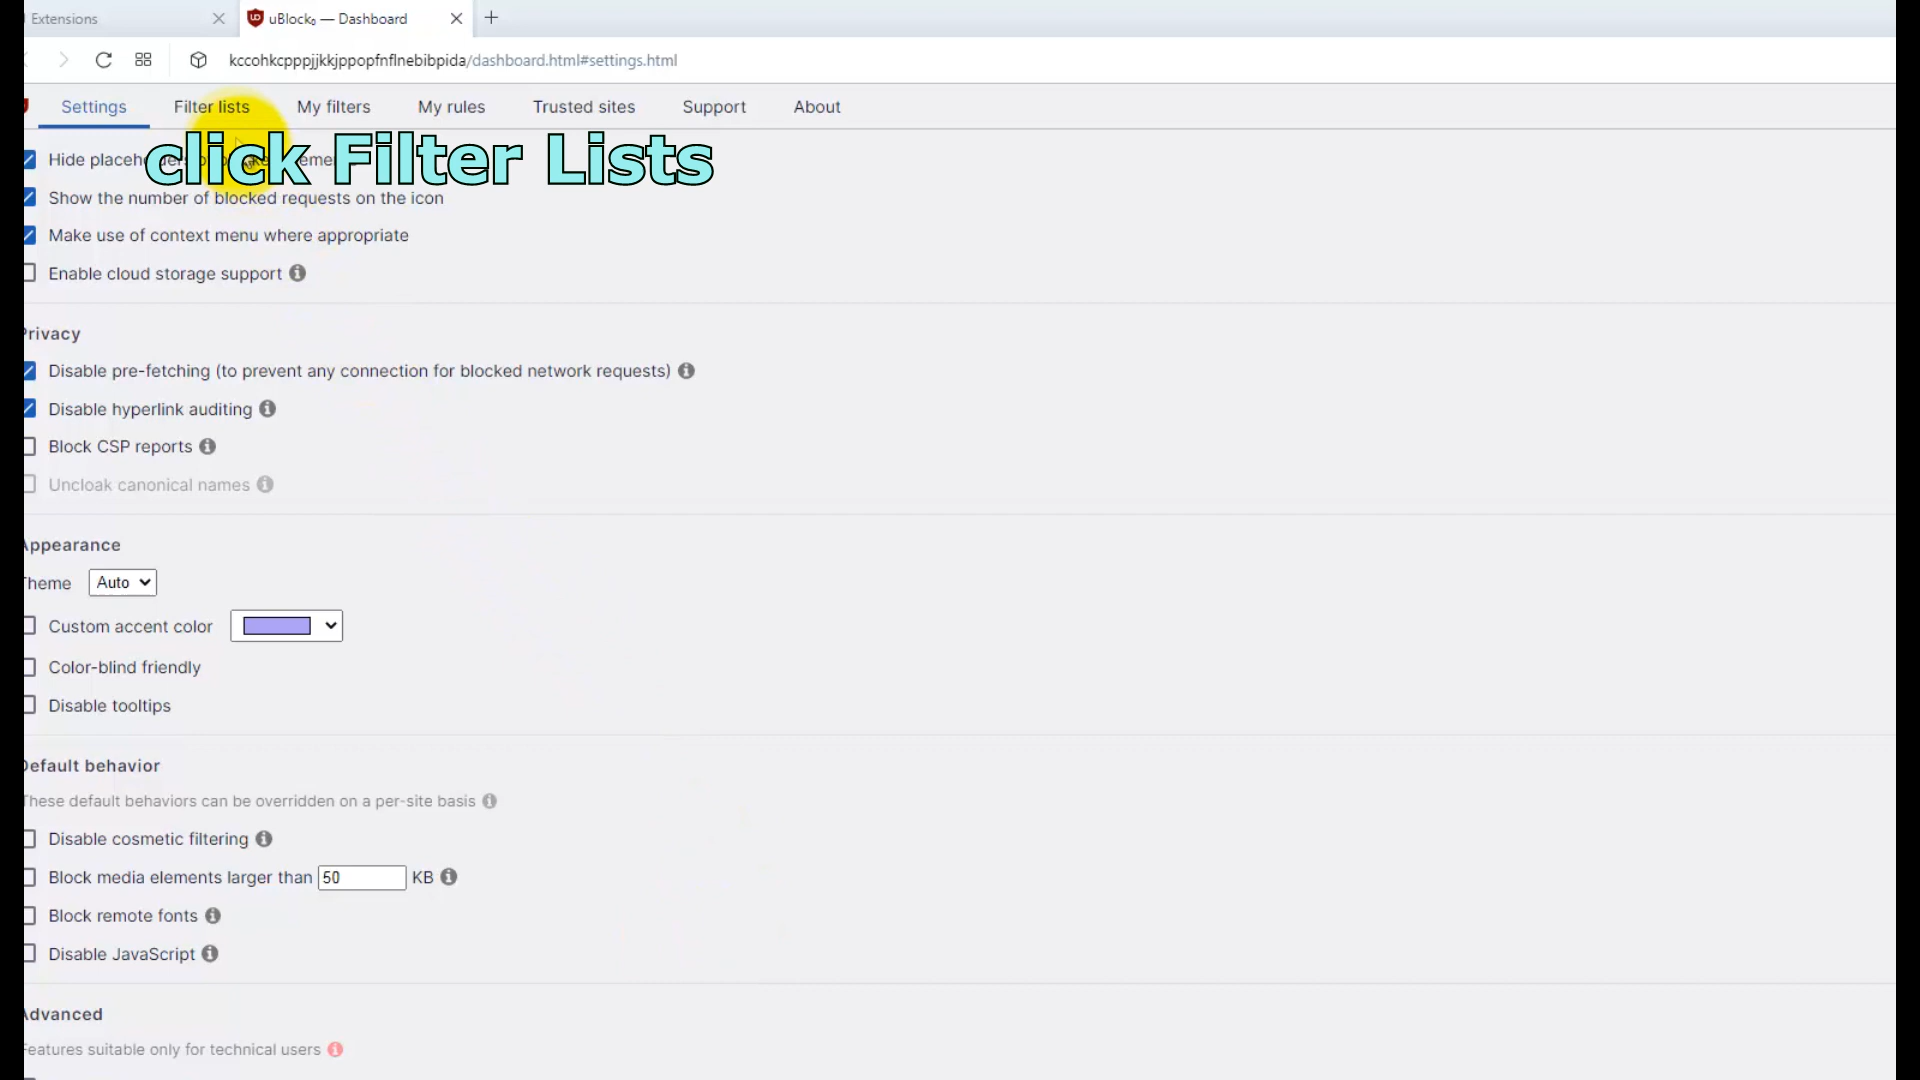 Extensions
uBlock₀ — Dashboard
kccohkcpppjjkkjppopfnflnebibpida/dashboard.html#settings.html
Settings Filter lists My filters My rules Trusted sites Support About
click Filter Lists
Hide
Show the number of blocked requests on the icon
Make use of context menu where appropriate
Enable cloud storage support
Privacy
Disable pre-fetching (to prevent any connection for blocked network requests)
Disable hyperlink auditing
Block CSP reports
Uncloak canonical names
Appearance
Theme Auto
Custom accent color
Color-blind friendly
Disable tooltips
Default behavior
These default behaviors can be overridden on a per-site basis
Disable cosmetic filtering
Block media elements larger than 50 KB
Block remote fonts
Disable JavaScript
Advanced
Features suitable only for technical users